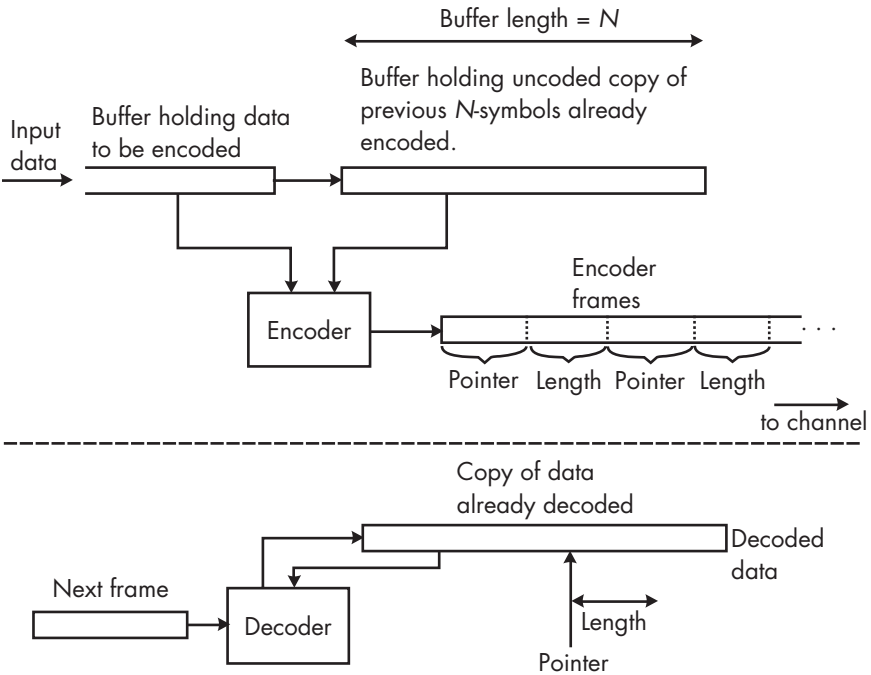 Buffer length = N
Buffer holding uncoded copy of
previous N-symbols already
encoded.
Buffer holding data
to be encoded
Input
data
Encoder
frames
Encoder
Pointer
Length
Pointer
Length
to channel
Copy of data
already decoded
Decoded
data
Next frame
Decoder
Length
Pointer